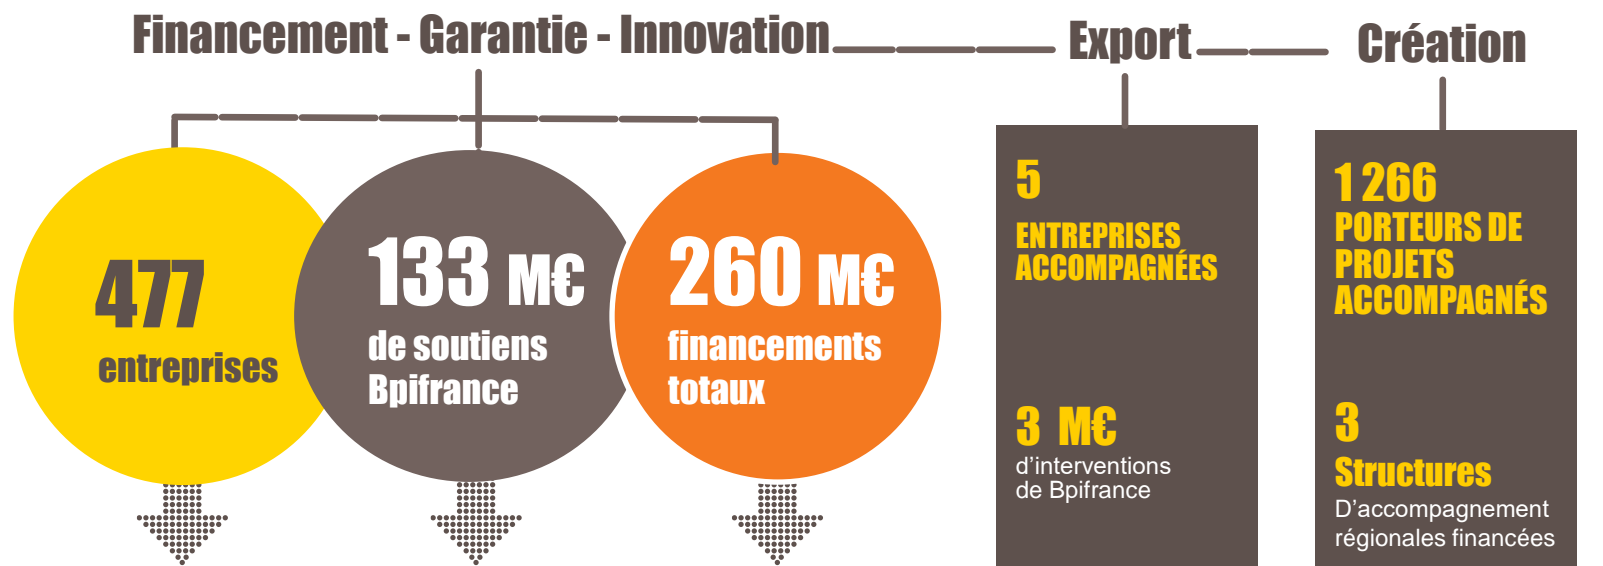 Financement - Garantie - Innovation
Export
Création
477
entreprises
133 M€
de soutiens
Bpifrance
260 M€
financements
totaux
5
ENTREPRISES
ACCOMPAGNÉES
3 M€
d’interventions
de Bpifrance
1 266
PORTEURS DE
PROJETS
ACCOMPAGNÉS
3
Structures
D’accompagnement
régionales financées